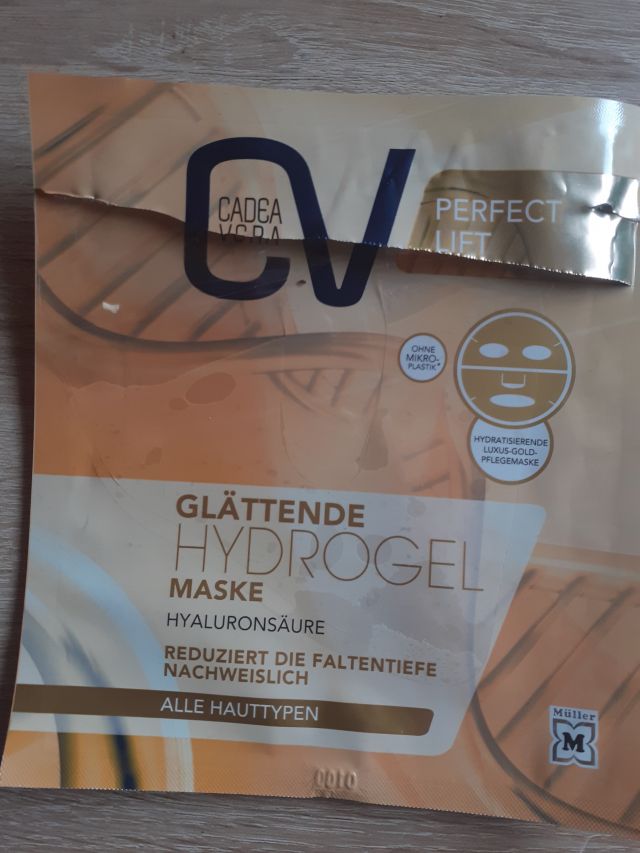 CV
CADEA
VERA
PERFECT
LIFT
OHNE
MIKRO-
PLASTIK*
HYDRATISIERENDE
LUXUS-GOLD-
PFLEGEMASKE
GLÄTTENDE
HYDROGEL
MASKE
HYALURONSÄURE
REDUZIERT DIE FALTENTIEFE
NACHWEISLICH
ALLE HAUTTYPEN
Müller
M